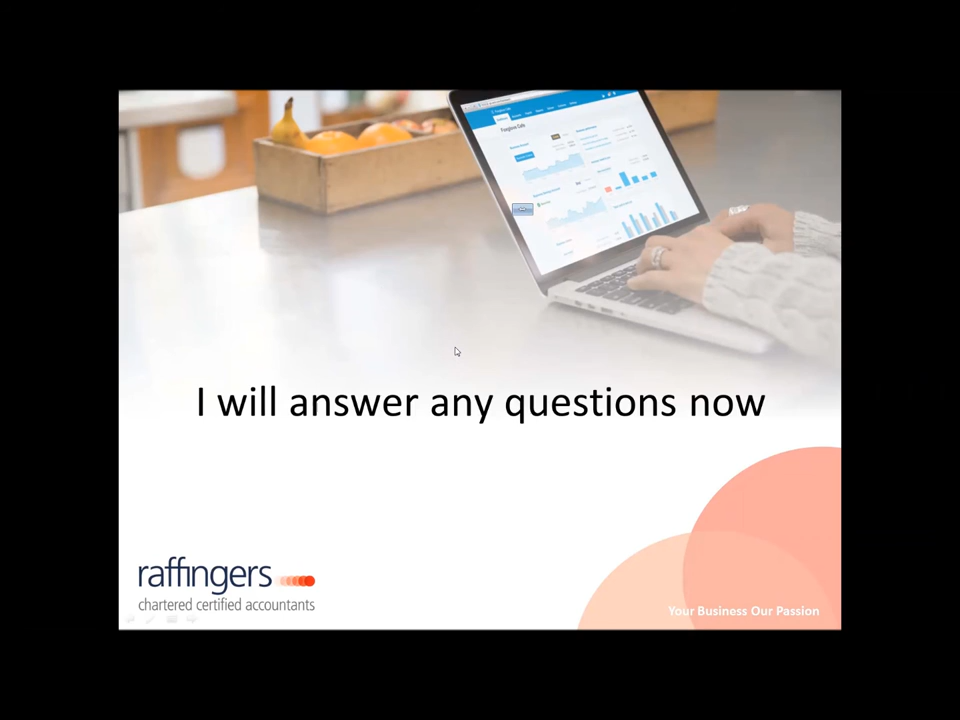 I will answer any questions now
raffingers
chartered certified accountants
Your Business Our Passion